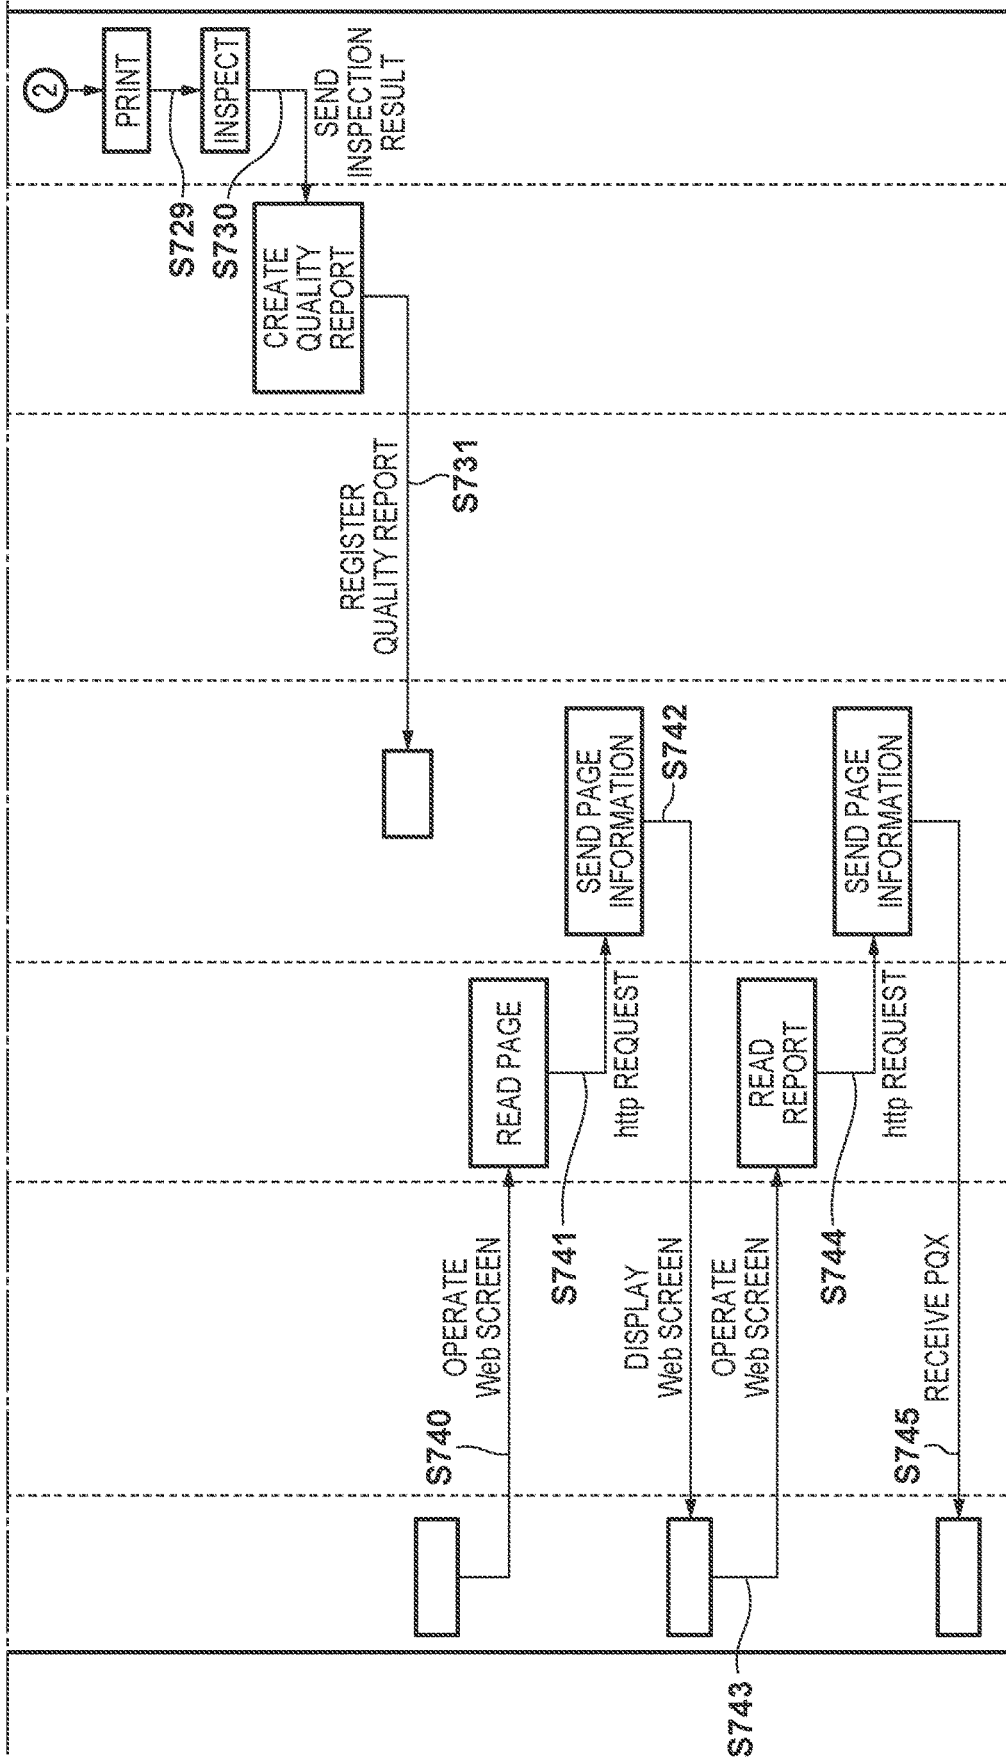 2
PRINT
S729
INSPECT
S730
SEND
INSPECTION
RESULT
CREATE
QUALITY
REPORT
REGISTER
QUALITY REPORT
S731
S740
OPERATE
Web SCREEN
READ PAGE
S741
http REQUEST
SEND PAGE
INFORMATION
S742
DISPLAY
Web SCREEN
S743
OPERATE
Web SCREEN
READ
REPORT
S744
http REQUEST
SEND PAGE
INFORMATION
S745
RECEIVE PQX